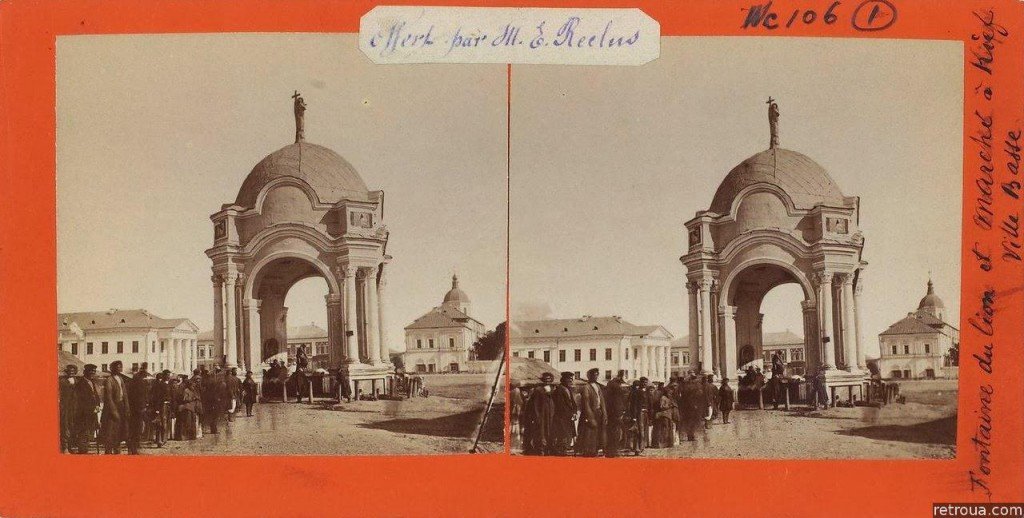 Offert par M. E. Reclus
Wc 106 1
Fontaine du lion et marché à Kief
Ville Basse
retroua.com